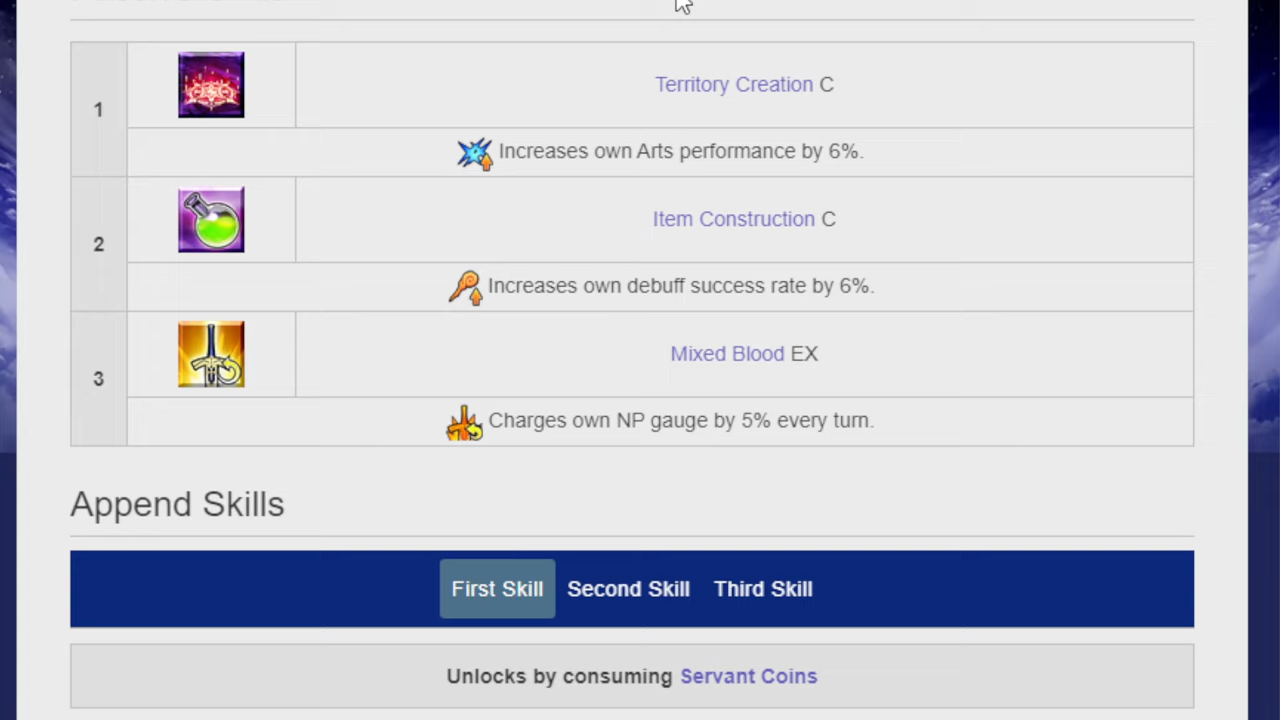 1
Territory Creation C
Increases own Arts performance by 6%.
2
Item Construction C
Increases own debuff success rate by 6%.
3
Mixed Blood EX
Charges own NP gauge by 5% every turn.
Append Skills
First Skill Second Skill Third Skill
Unlocks by consuming Servant Coins